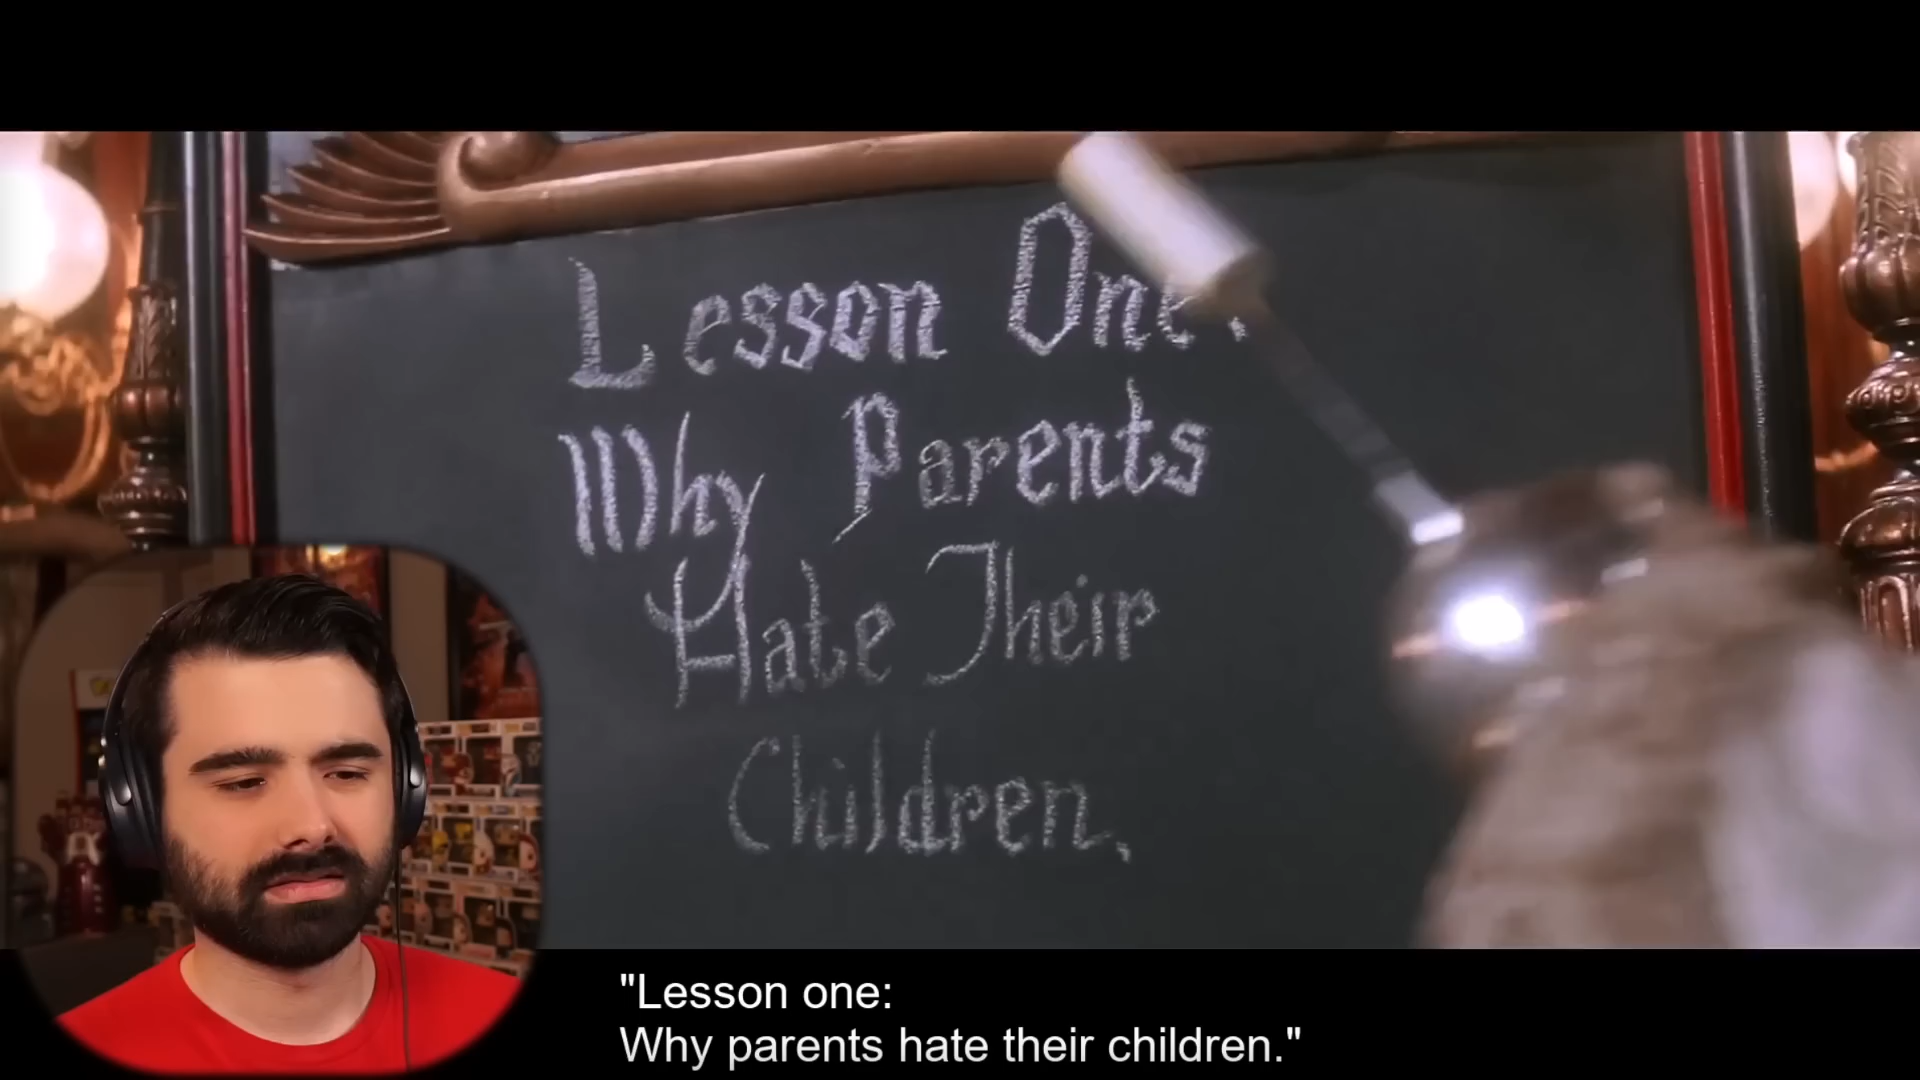 Lesson One:
Why Parents
Hate Their
Children.
"Lesson one:
Why parents hate their children."